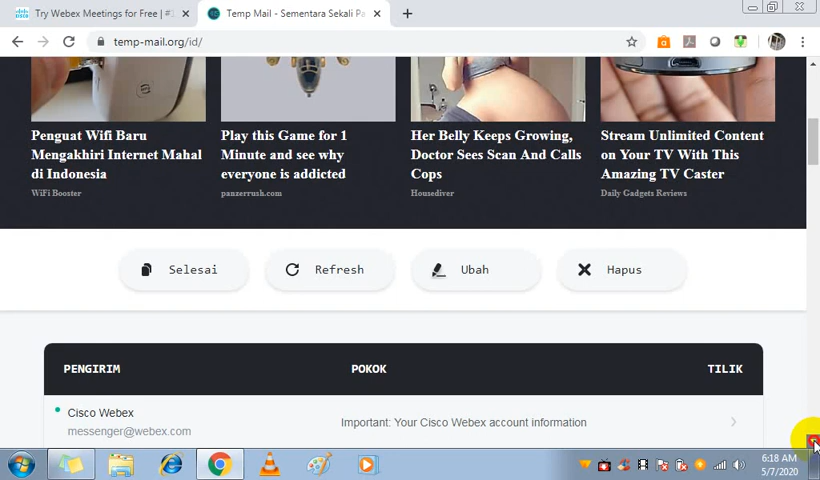 Try Webex Meetings for Free | #
Temp Mail - Sementara Sekali Pa
temp-mail.org/id/
Penguat Wifi Baru
Mengakhiri Internet Mahal
di Indonesia
WiFi Booster
Play this Game for 1
Minute and see why
everyone is addicted
panzerrush.com
Her Belly Keeps Growing,
Doctor Sees Scan And Calls
Cops
Housediver
Stream Unlimited Content
on Your TV With This
Amazing TV Caster
Daily Gadgets Reviews
Selesai
Refresh
Ubah
Hapus
PENGIRIM
POKOK
TILIK
Cisco Webex
messenger@webex.com
Important: Your Cisco Webex account information
6:18 AM
5/7/2020